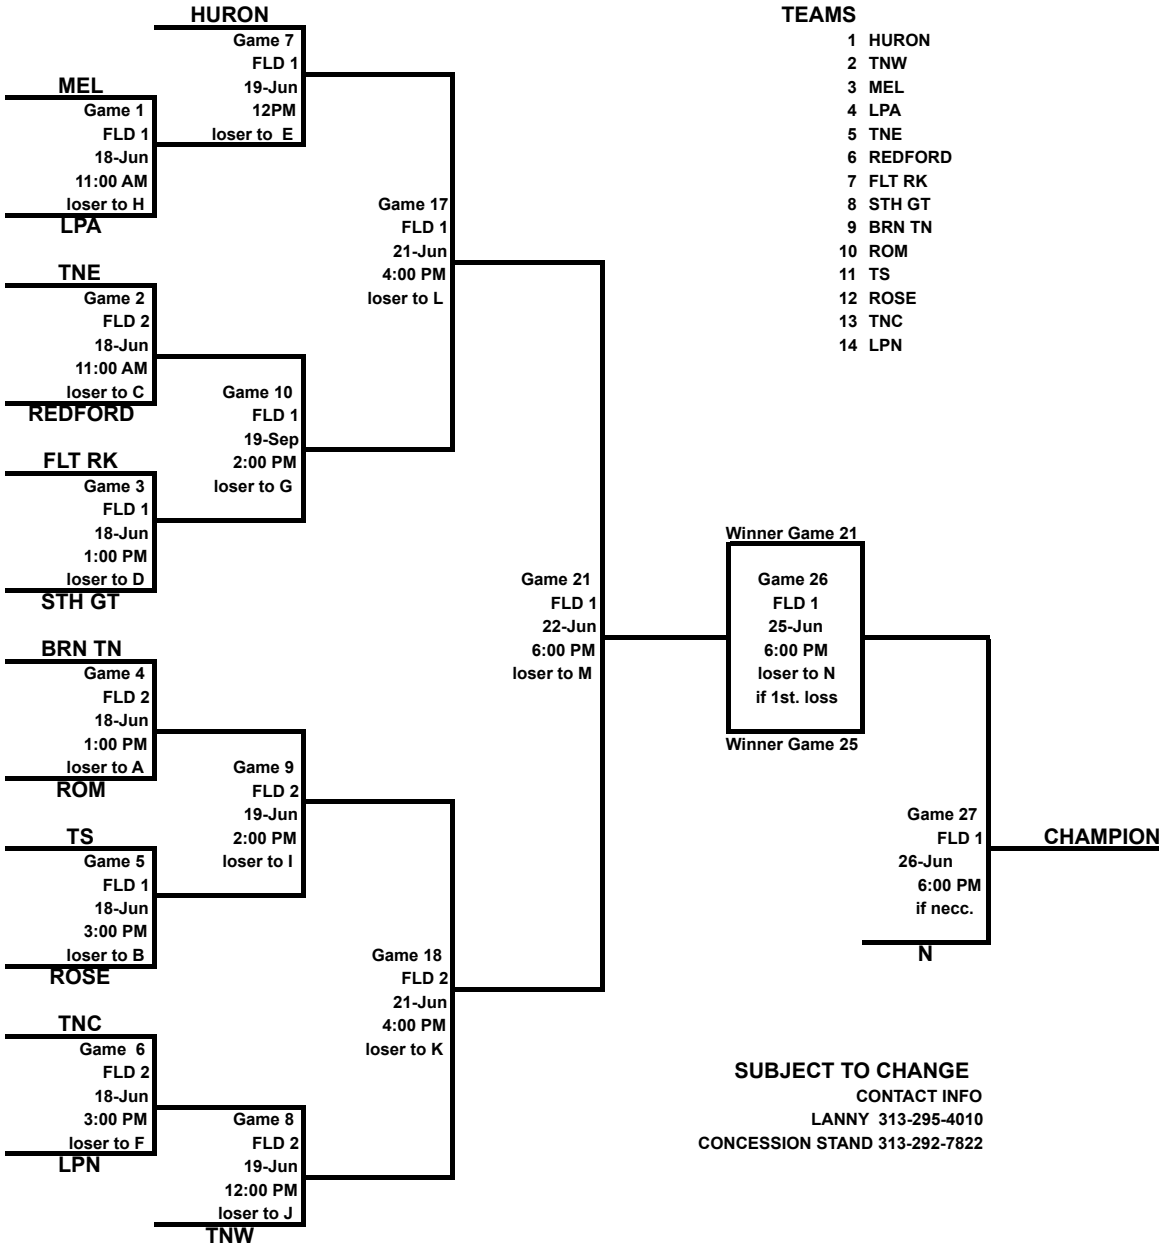 HURON
Game 7
FLD 1
19-Jun
12PM
loser to E
MEL
Game 1
FLD 1
18-Jun
11:00 AM
loser to H
LPA
Game 17
FLD 1
21-Jun
4:00 PM
loser to L
TNE
Game 2
FLD 2
18-Jun
11:00 AM
loser to C
REDFORD
Game 10
FLD 1
19-Sep
2:00 PM
loser to G
FLT RK
Game 3
FLD 1
18-Jun
1:00 PM
loser to D
STH GT
Game 21
FLD 1
22-Jun
6:00 PM
loser to M
BRN TN
Game 4
FLD 2
18-Jun
1:00 PM
loser to A
ROM
Game 9
FLD 2
19-Jun
2:00 PM
loser to I
TS
Game 5
FLD 1
18-Jun
3:00 PM
loser to B
ROSE
Game 18
FLD 2
21-Jun
4:00 PM
loser to K
TNC
Game 6
FLD 2
18-Jun
3:00 PM
loser to F
LPN
Game 8
FLD 2
19-Jun
12:00 PM
loser to J
TNW
TEAMS
1 HURON
2 TNW
3 MEL
4 LPA
5 TNE
6 REDFORD
7 FLT RK
8 STH GT
9 BRN TN
10 ROM
11 TS
12 ROSE
13 TNC
14 LPN
Winner Game 21
Game 26
FLD 1
25-Jun
6:00 PM
loser to N
if 1st. loss
Winner Game 25
Game 27
FLD 1
26-Jun
6:00 PM
if necc.
N
CHAMPION
SUBJECT TO CHANGE
CONTACT INFO
LANNY 313-295-4010
CONCESSION STAND 313-292-7822